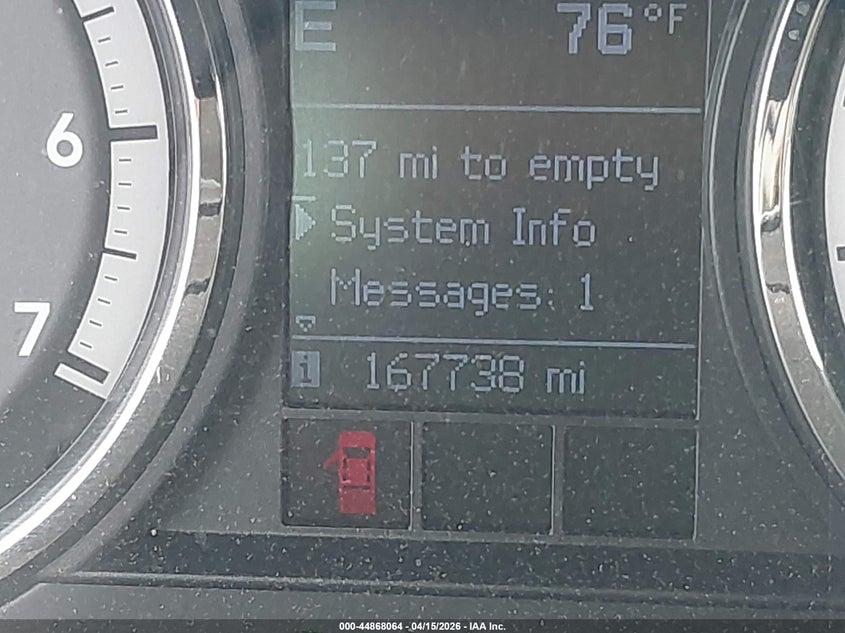 E 76°F
6
137 mi to empty
System Info
Messages: 1
7
i 167738 mi
000-44868064 - 04/15/2026 - IAA Inc.